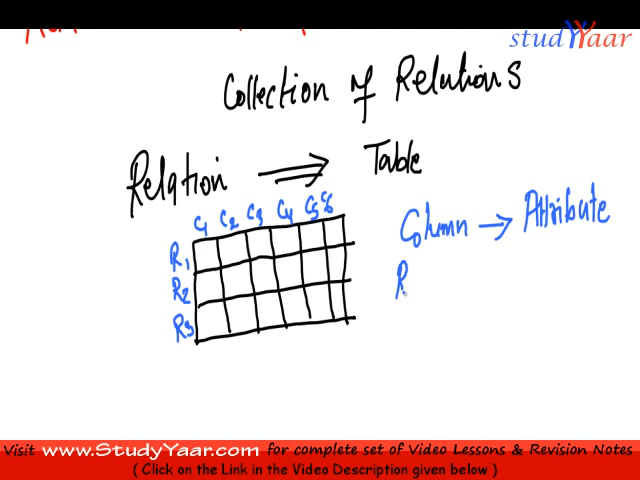 studYYaar
Collection of Relations
Relation ⟹ Table
C1 C2 C3 C4 C5 C6
Column → Attribute
R1
R
R2
R3
Visit www.StudyYaar.com for complete set of Video Lessons & Revision Notes
( Click on the Link in the Video Description given below )